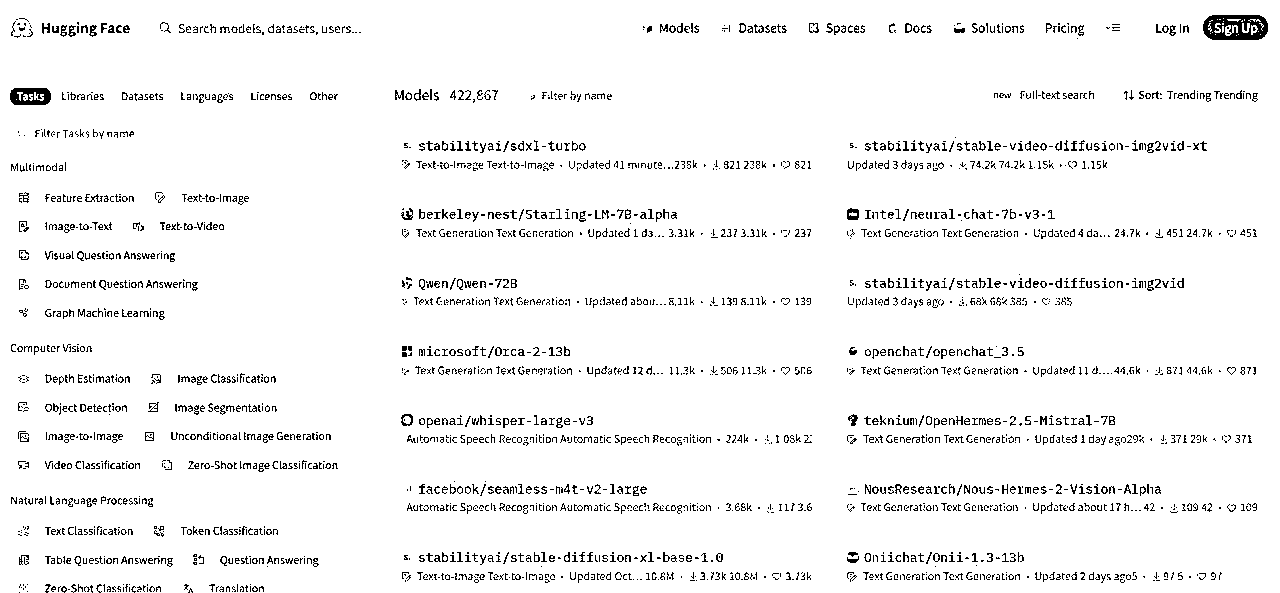 Hugging Face
Search models, datasets, users...
Models Datasets Spaces Docs Solutions Pricing
Log In
Sign Up
Tasks Libraries Datasets Languages Licenses Other
Filter Tasks by name
Multimodal
Feature Extraction Text-to-Image
Image-to-Text Text-to-Video
Visual Question Answering
Document Question Answering
Graph Machine Learning
Computer Vision
Depth Estimation Image Classification
Object Detection Image Segmentation
Image-to-Image Unconditional Image Generation
Video Classification Zero-Shot Image Classification
Natural Language Processing
Text Classification Token Classification
Table Question Answering Question Answering
Zero-Shot Classification Translation
Models 422,867 Filter by name
new Full-text search Sort: Trending Trending
stabilityai/sdxl-turbo
Text-to-Image Text-to-Image • Updated 41 minute...238k • 821 238k • 821
stabilityai/stable-video-diffusion-img2vid-xt
Updated 3 days ago • 74.2k 74.2k 1.15k • 1.15k
berkeley-nest/Starling-LM-7B-alpha
Text Generation Text Generation • Updated 1 da... 3.31k • 237 3.31k • 237
Intel/neural-chat-7b-v3-1
Text Generation Text Generation • Updated 4 da... 24.7k • 451 24.7k • 451
Qwen/Qwen-72B
Text Generation Text Generation • Updated abou... 8.11k • 139 8.11k • 139
stabilityai/stable-video-diffusion-img2vid
Updated 3 days ago • 68k 68k 385 • 385
microsoft/Orca-2-13b
Text Generation Text Generation • Updated 12 d... 11.3k • 506 11.3k • 506
openchat/openchat_3.5
Text Generation Text Generation • Updated 11 d....44.6k • 871 44.6k • 871
openai/whisper-large-v3
Automatic Speech Recognition Automatic Speech Recognition • 224k • 1.08k 22
teknium/OpenHermes-2.5-Mistral-7B
Text Generation Text Generation • Updated 1 day ago29k • 371 29k • 371
facebook/seamless-m4t-v2-large
Automatic Speech Recognition Automatic Speech Recognition • 3.68k • 117 3.6
NousResearch/Nous-Hermes-2-Vision-Alpha
Text Generation Text Generation • Updated about 17 h... 42 • 109 42 • 109
stabilityai/stable-diffusion-xl-base-1.0
Text-to-Image Text-to-Image • Updated Oct... 10.8M • 3.73k 10.8M • 3.73k
Oniichat/Onii-1.3-13b
Text Generation Text Generation • Updated 2 days ago5 • 97 5 • 97